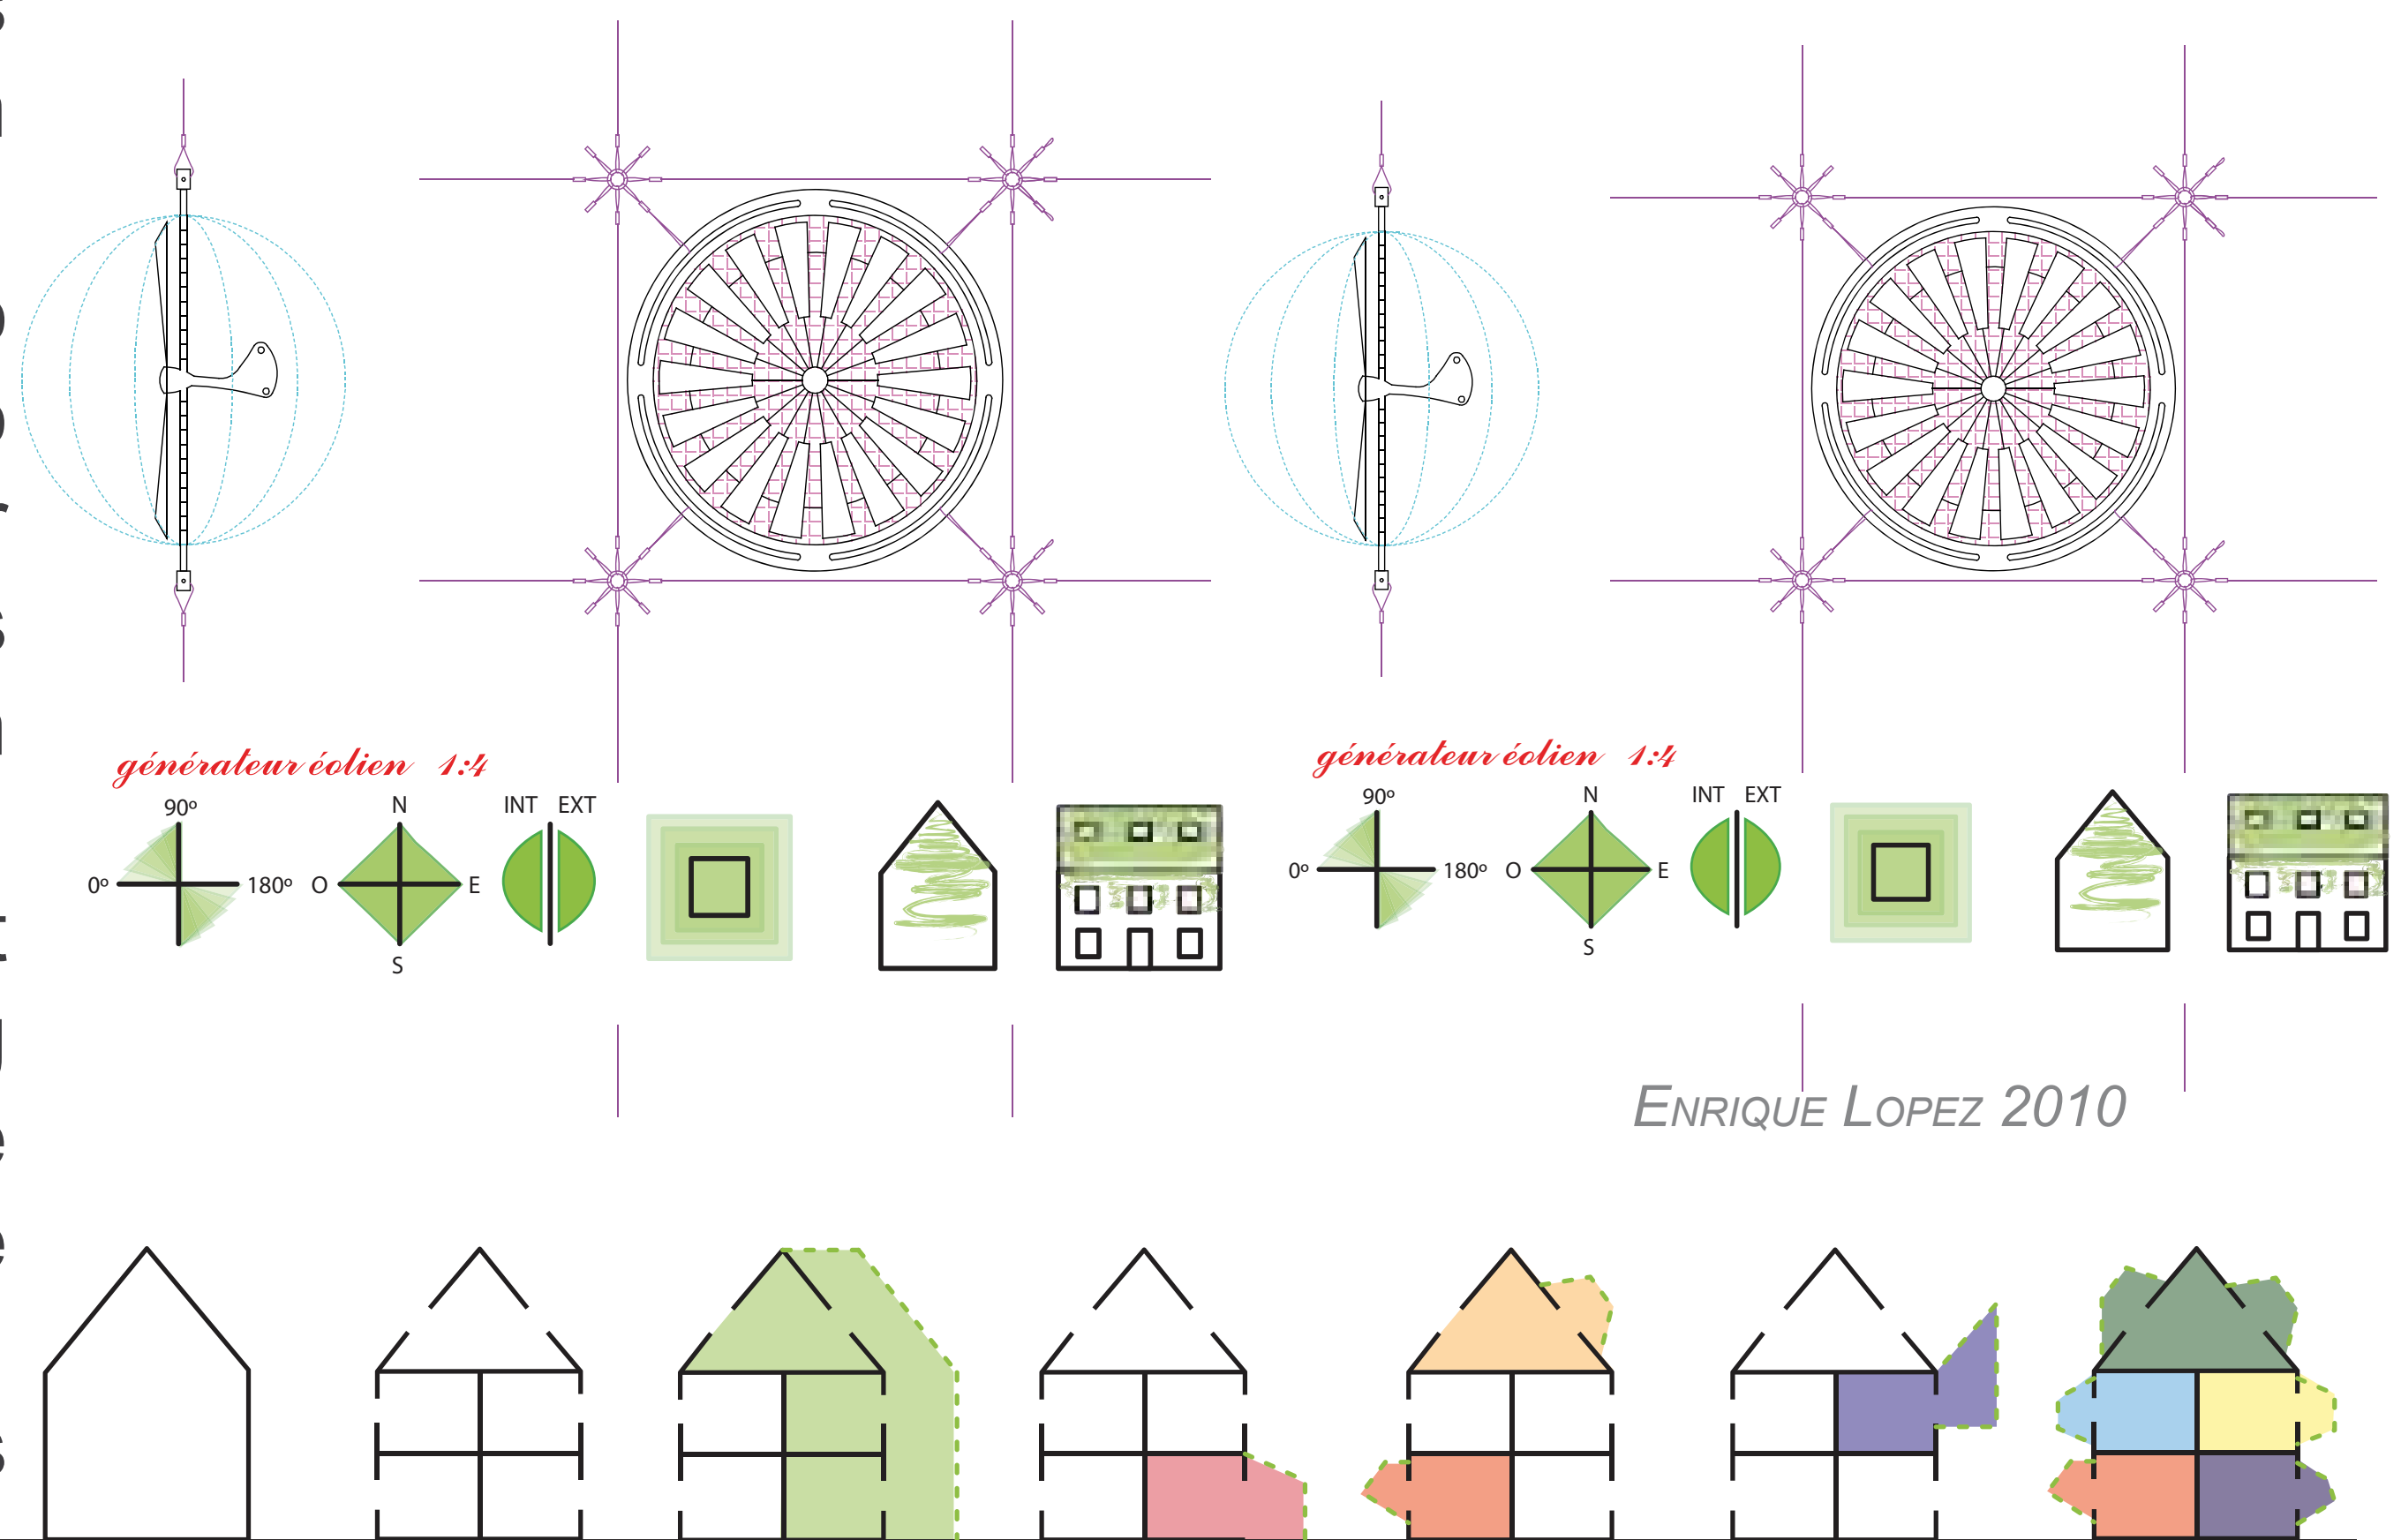 générateur éolien 1:4
90º
0º 180º
N
O E
S
INT EXT
générateur éolien 1:4
90º
0º 180º
N
O E
S
INT EXT
ENRIQUE LOPEZ 2010